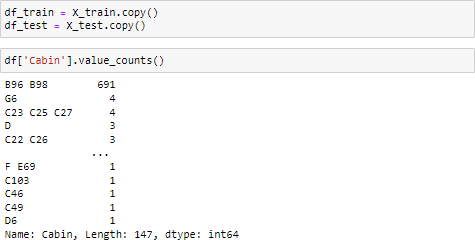 df_train = X_train.copy()
df_test = X_test.copy()
df['Cabin'].value_counts()
B96 B98        691
G6               4
C23 C25 C27      4
D                3
C22 C26          3
...
F E69            1
C103             1
C46              1
C49              1
D6               1
Name: Cabin, Length: 147, dtype: int64